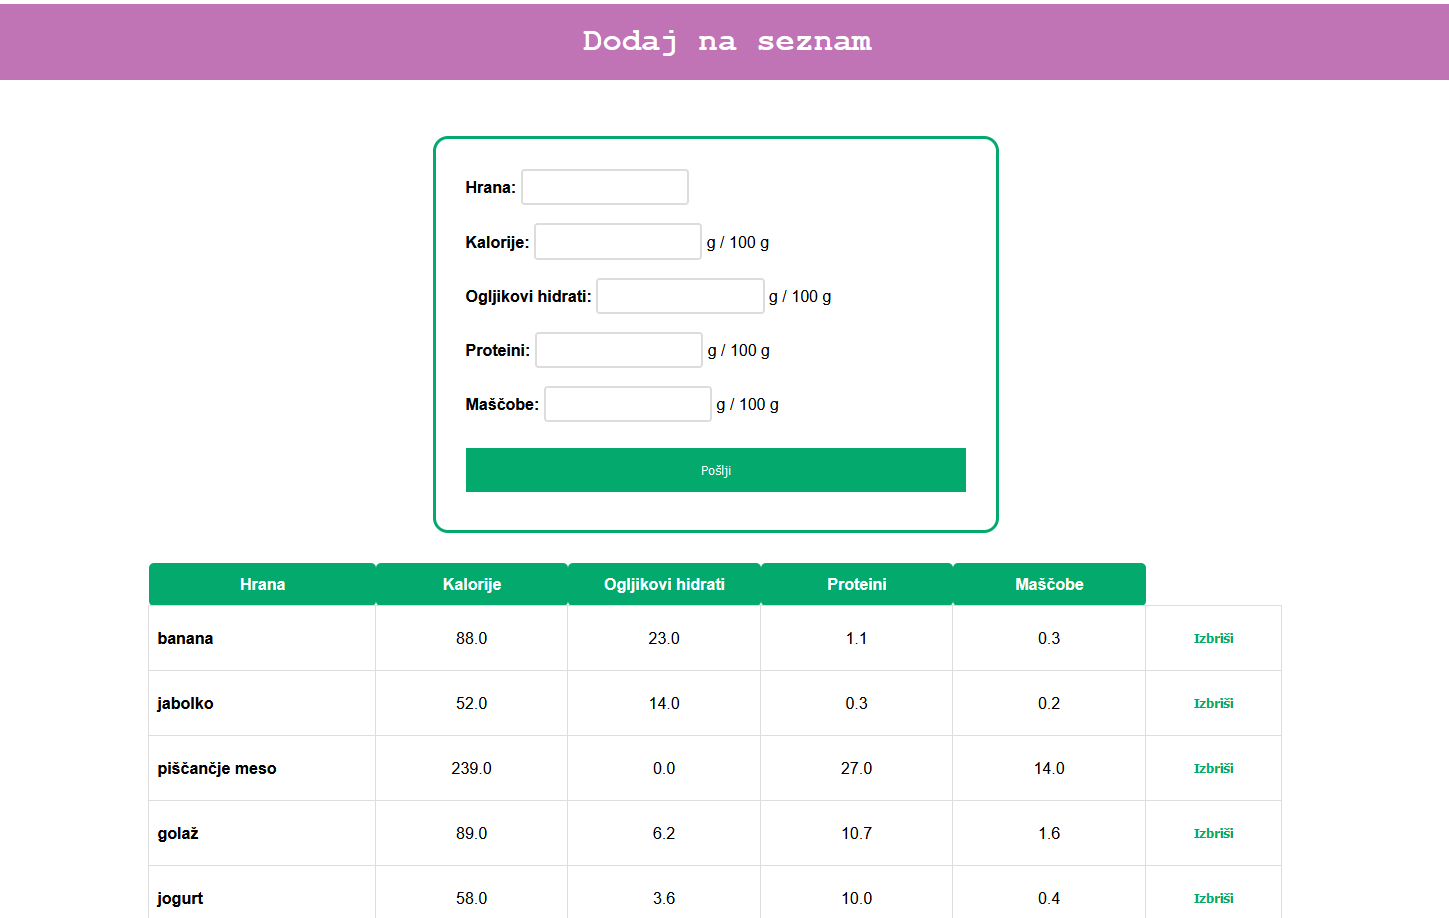 Dodaj na seznam
Hrana:
Kalorije: g / 100 g
Ogljikovi hidrati: g / 100 g
Proteini: g / 100 g
Maščobe: g / 100 g
Pošlji
Hrana Kalorije Ogljikovi hidrati Proteini Maščobe
banana 88.0 23.0 1.1 0.3 Izbriši
jabolko 52.0 14.0 0.3 0.2 Izbriši
piščančje meso 239.0 0.0 27.0 14.0 Izbriši
golaž 89.0 6.2 10.7 1.6 Izbriši
jogurt 58.0 3.6 10.0 0.4 Izbriši